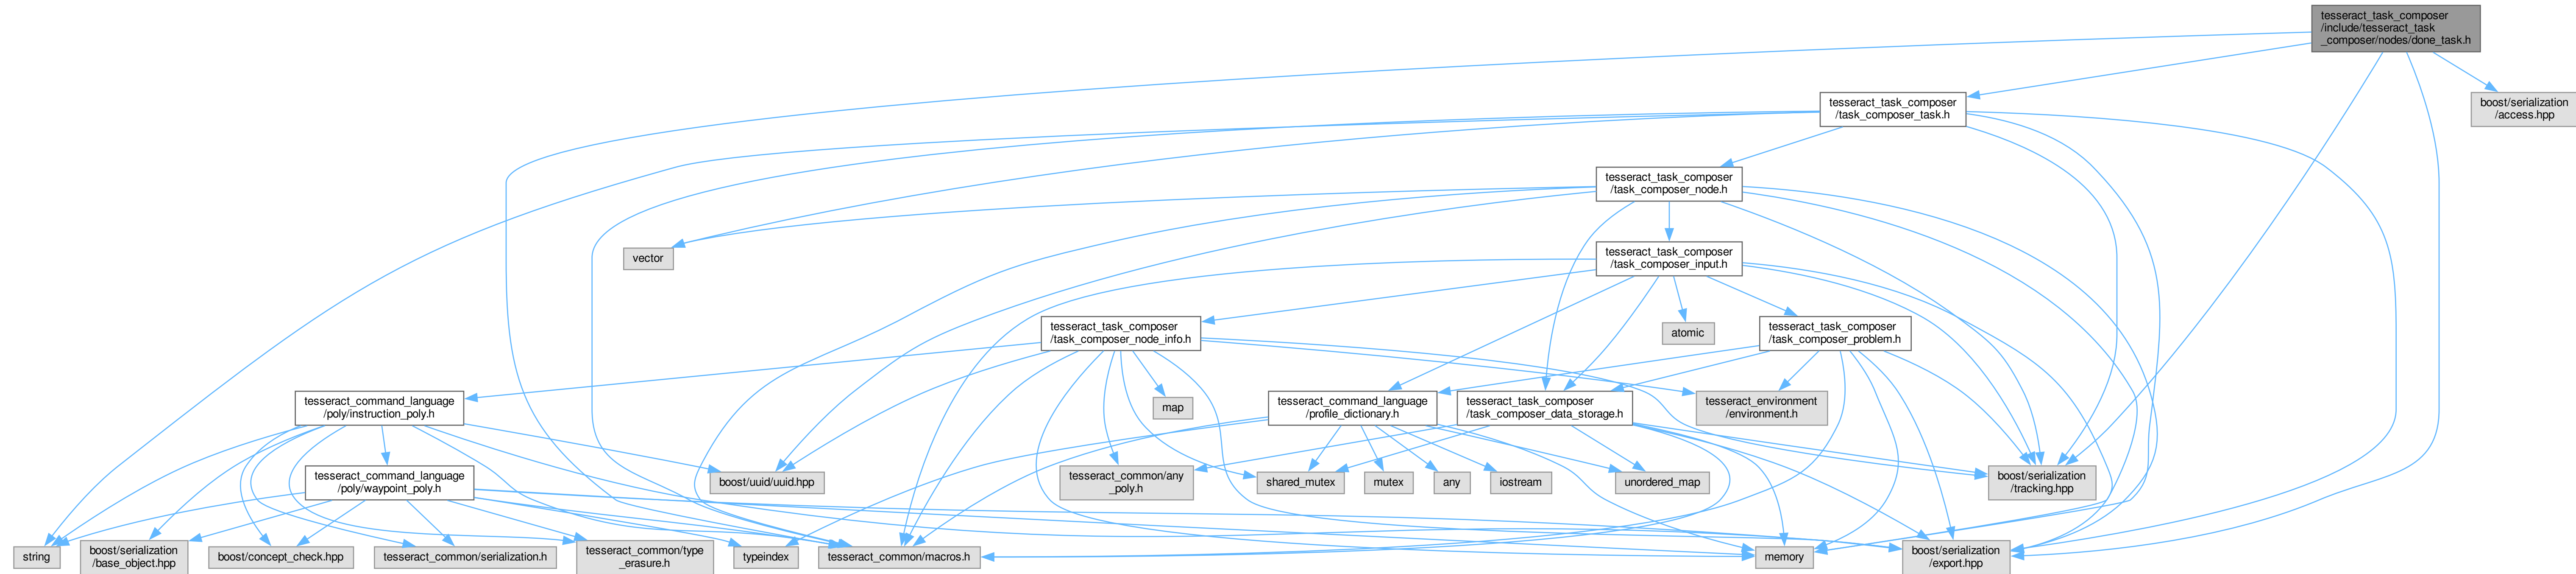 tesseract_task_composer
/include/tesseract_task
_composer/nodes/done_task.h
tesseract_task_composer
/task_composer_task.h
boost/serialization
/access.hpp
tesseract_task_composer
/task_composer_node.h
vector
tesseract_task_composer
/task_composer_input.h
tesseract_task_composer
/task_composer_node_info.h
atomic
tesseract_task_composer
/task_composer_problem.h
tesseract_command_language
/poly/instruction_poly.h
map
tesseract_command_language
/profile_dictionary.h
tesseract_task_composer
/task_composer_data_storage.h
tesseract_environment
/environment.h
tesseract_command_language
/poly/waypoint_poly.h
boost/uuid/uuid.hpp
tesseract_common/any
_poly.h
shared_mutex
mutex
any
iostream
unordered_map
boost/serialization
/tracking.hpp
string
boost/serialization
/base_object.hpp
boost/concept_check.hpp
tesseract_common/serialization.h
tesseract_common/type
_erasure.h
typeindex
tesseract_common/macros.h
memory
boost/serialization
/export.hpp